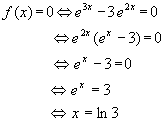 f(x) = 0 ⇔ e^{3x} − 3e^{2x} = 0
⇔ e^{2x}(e^x − 3) = 0
⇔ e^x − 3 = 0
⇔ e^x = 3
⇔ x = ln 3